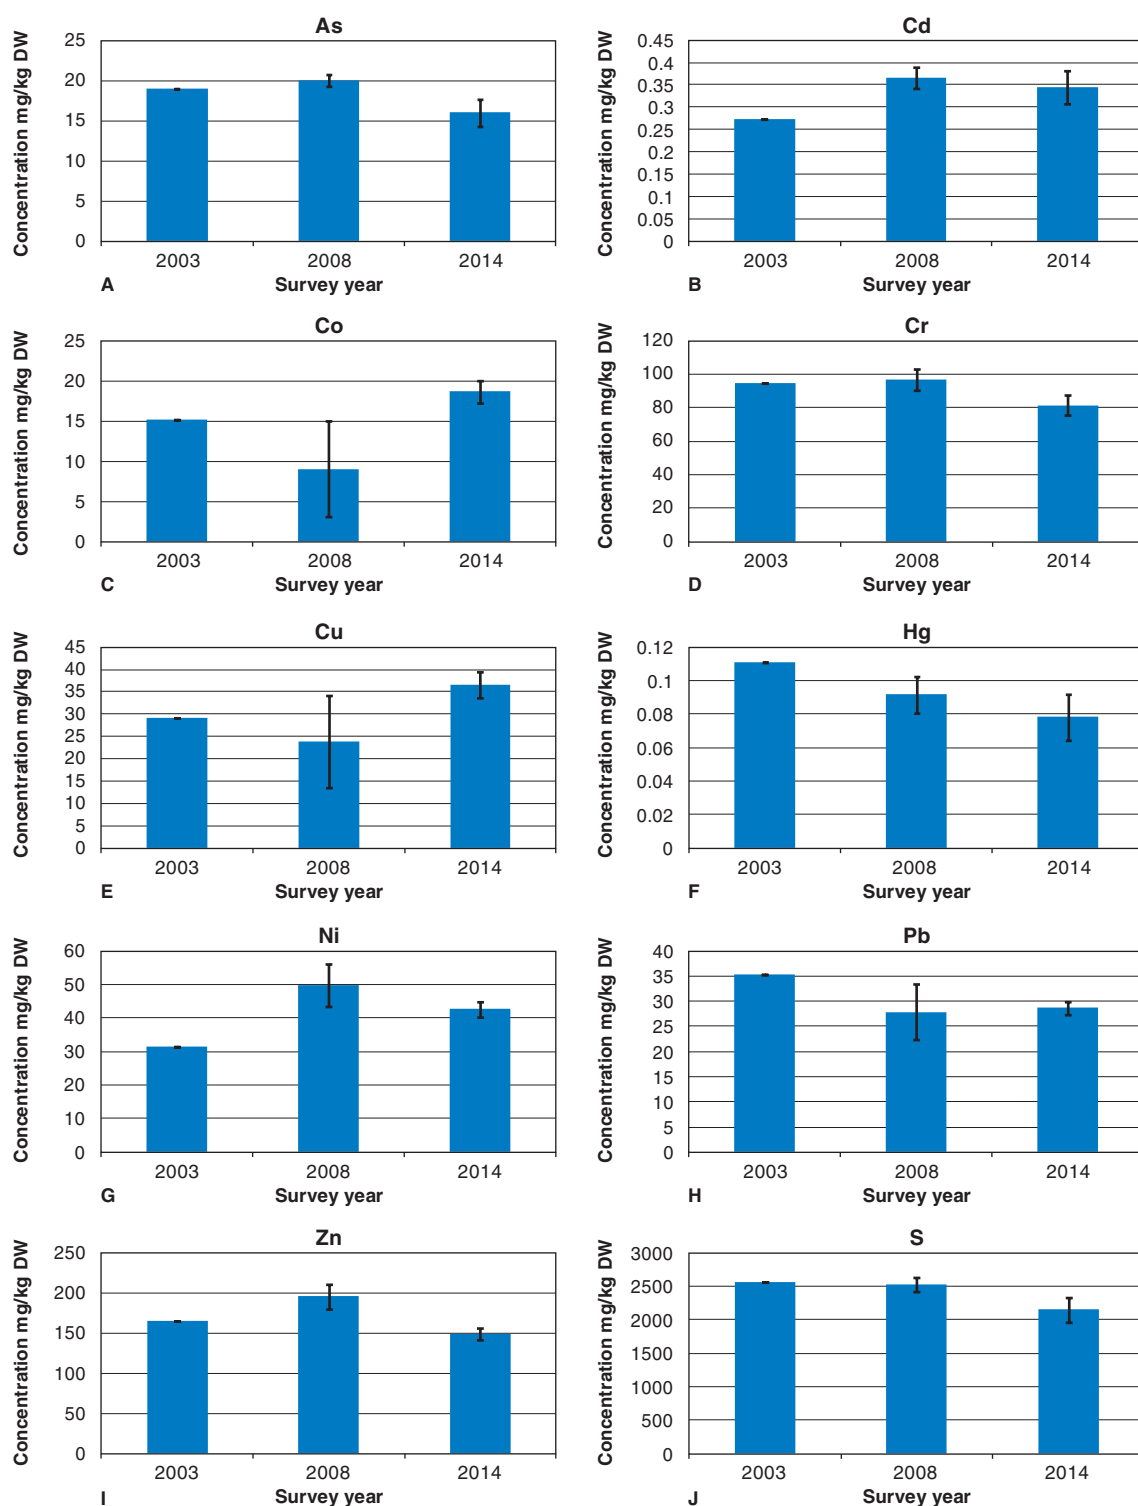 As
Concentration mg/kg DW
25
20
15
10
5
0
2003 2008 2014
A Survey year
Cd
Concentration mg/kg DW
0.45
0.4
0.35
0.3
0.25
0.2
0.15
0.1
0.05
0
2003 2008 2014
B Survey year
Co
Concentration mg/kg DW
25
20
15
10
5
0
2003 2008 2014
C Survey year
Cr
Concentration mg/kg DW
120
100
80
60
40
20
0
2003 2008 2014
D Survey year
Cu
Concentration mg/kg DW
45
40
35
30
25
20
15
10
5
0
2003 2008 2014
E Survey year
Hg
Concentration mg/kg DW
0.12
0.1
0.08
0.06
0.04
0.02
0
2003 2008 2014
F Survey year
Ni
Concentration mg/kg DW
60
50
40
30
20
10
0
2003 2008 2014
G Survey year
Pb
Concentration mg/kg DW
40
35
30
25
20
15
10
5
0
2003 2008 2014
H Survey year
Zn
Concentration mg/kg DW
250
200
150
100
50
0
2003 2008 2014
I Survey year
S
Concentration mg/kg DW
3000
2500
2000
1500
1000
500
0
2003 2008 2014
J Survey year